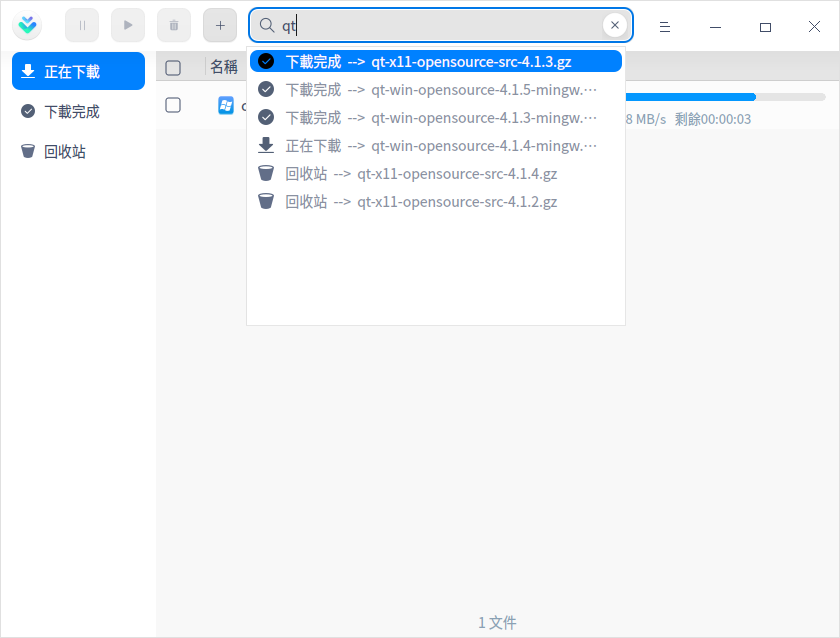 qt
正在下載
下載完成
回收站
名稱
下載完成 --> qt-x11-opensource-src-4.1.3.gz
下載完成 --> qt-win-opensource-4.1.5-mingw.⋯
下載完成 --> qt-win-opensource-4.1.3-mingw.⋯
正在下載 --> qt-win-opensource-4.1.4-mingw.⋯
回收站 --> qt-x11-opensource-src-4.1.4.gz
回收站 --> qt-x11-opensource-src-4.1.2.gz
8 MB/s 剩餘00:00:03
1 文件